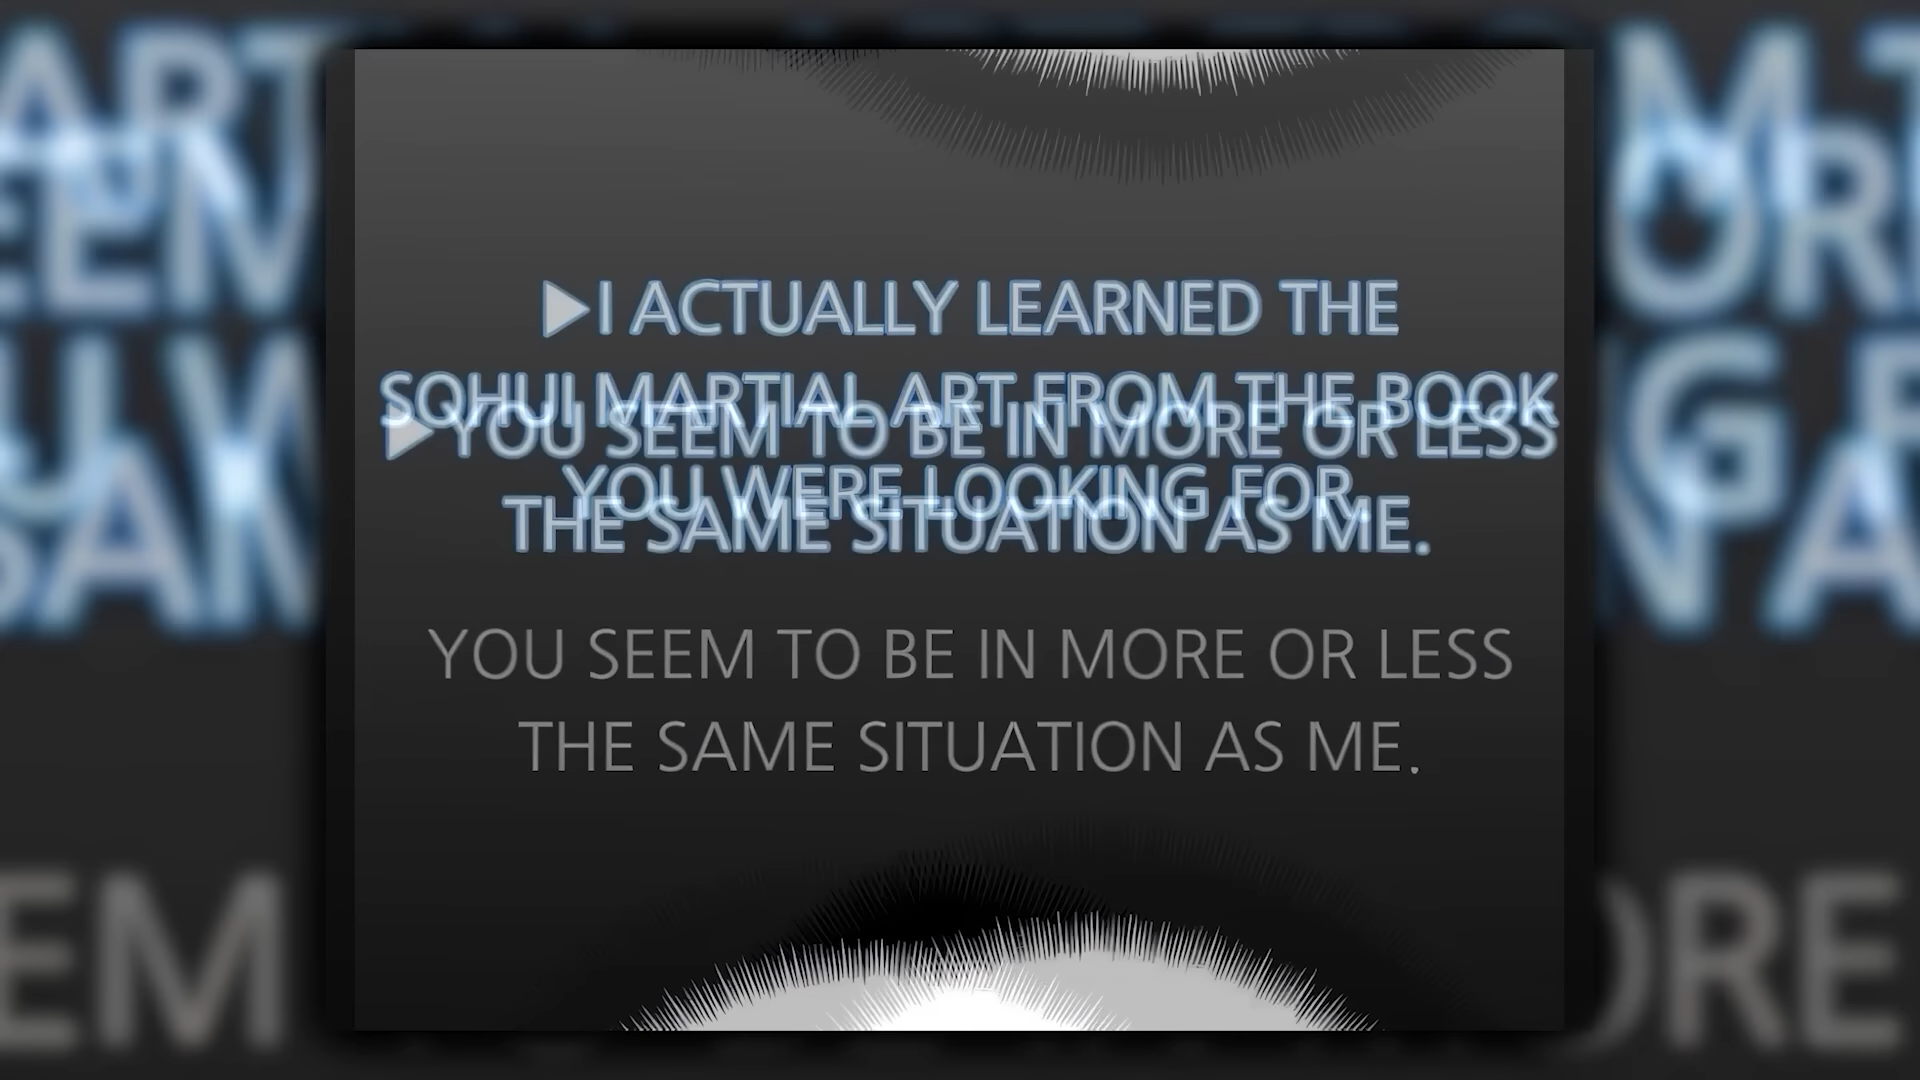 ▶I ACTUALLY LEARNED THE
SOHUI MARTIAL ART FROM THE BOOK
▶YOU SEEM TO BE IN MORE OR LESS
YOU WERE LOOKING FOR.
THE SAME SITUATION AS ME.
YOU SEEM TO BE IN MORE OR LESS
THE SAME SITUATION AS ME.